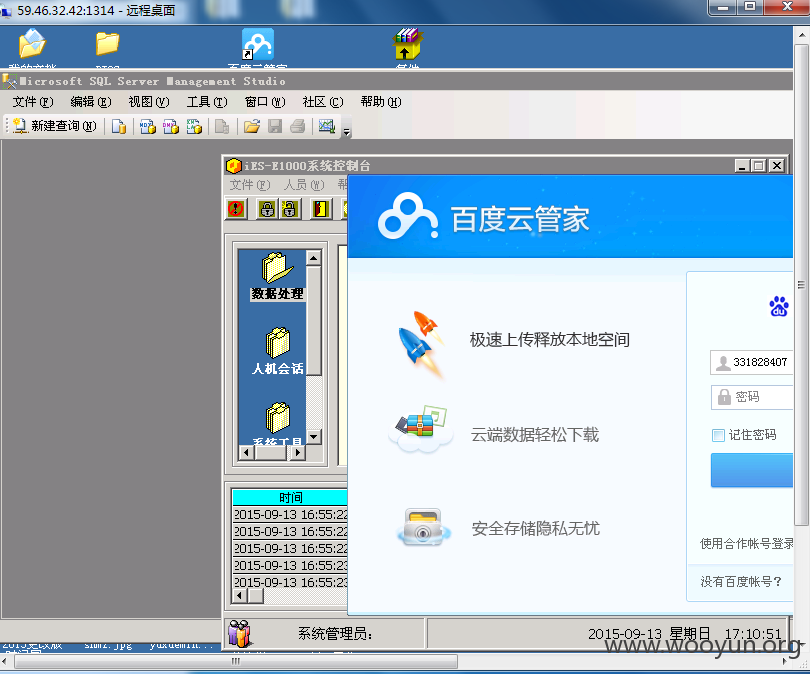 59.46.32.42:1314 - 远程桌面
Microsoft SQL Server Management Studio
文件(F) 编辑(E) 视图(V) 工具(T) 窗口(W) 社区(C) 帮助(H)
新建查询(N)
iES-E1000系统控制台
文件(F) 人员(W)
百度云管家
数据处理
人机会话
系统工具
极速上传释放本地空间
云端数据轻松下载
安全存储隐私无忧
331828407
密码
记住密码
使用合作帐号登录
没有百度帐号?
时间
2015-09-13 16:55:22
2015-09-13 16:55:22
2015-09-13 16:55:22
2015-09-13 16:55:23
2015-09-13 16:55:23
系统管理员:
2015-09-13 星期日 17:10:51
www.wooyun.org